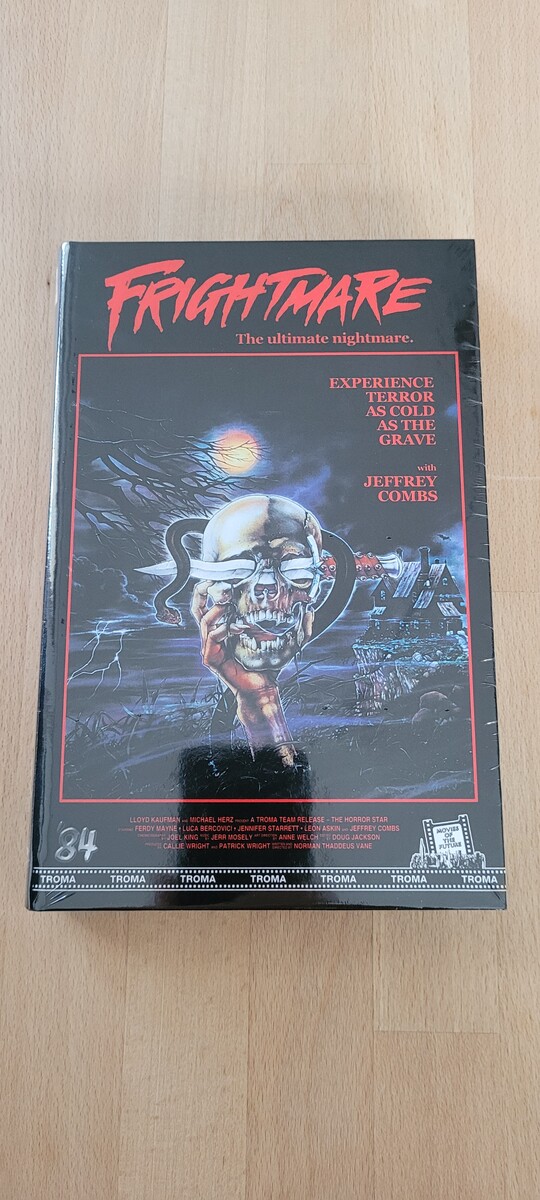 FRIGHTMARE
The ultimate nightmare.
EXPERIENCE
TERROR
AS COLD
AS THE
GRAVE
with
JEFFREY
COMBS
LLOYD KAUFMAN AND MICHAEL HERZ PRESENT A TROMA TEAM RELEASE – THE HORROR STAR
FERDY MAYNE • LUCA BERCOVICI • JENNIFER STARRETT • LEON ASKIN AND JEFFREY COMBS
JOEL KING JERR MOSELY ANNE WELCH DOUG JACKSON
CALLIE WRIGHT AND PATRICK WRIGHT NORMAN THADDEUS VANE
'84
MOVIES
OF THE
FUTURE
TROMA TROMA TROMA TROMA TROMA TROMA TROMA